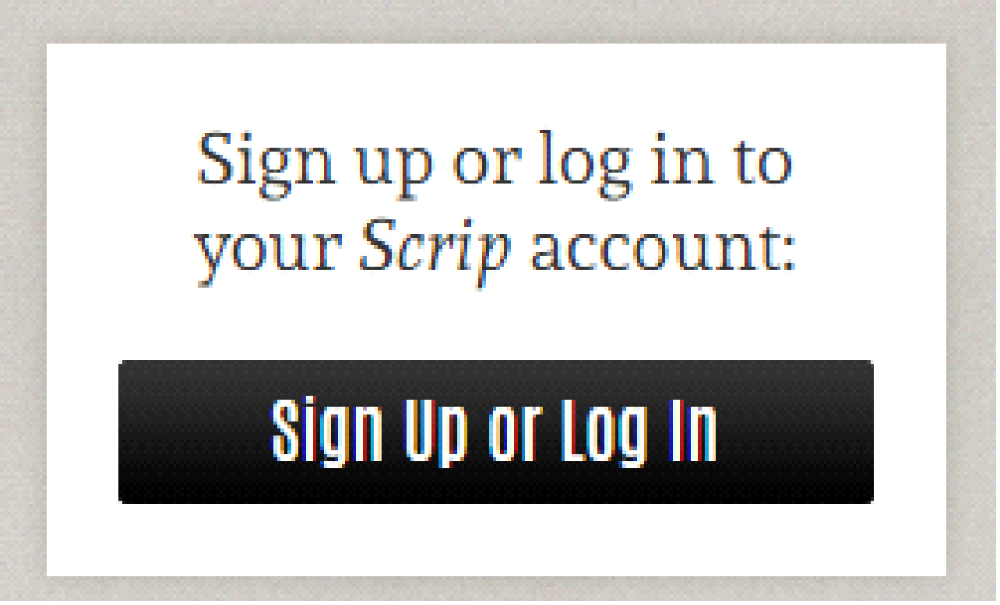 Sign up or log in to
your Scrip account:
Sign Up or Log In